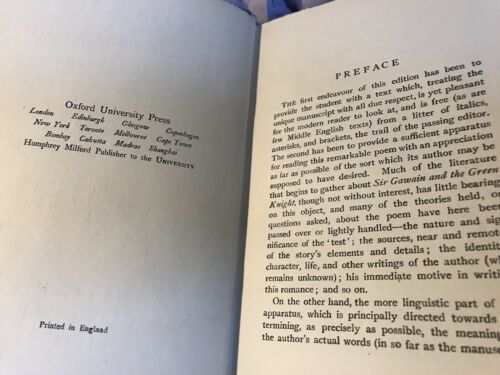 Oxford University Press
London Edinburgh Glasgow Copenhagen
New York Toronto Melbourne Cape Town
Bombay Calcutta Madras Shanghai
Humphrey Milford Publisher to the UNIVERSITY
Printed in England
PREFACE
THE first endeavour of this edition has been to
provide the student with a text which, treating the
unique manuscript with all due respect, is yet pleasant
for the modern reader to look at, and is free (as are
few Middle English texts) from a litter of italics,
asterisks, and brackets, the trail of the passing editor.
The second has been to provide a sufficient apparatus
for reading this remarkable poem with an appreciation
as far as possible of the sort which its author may be
supposed to have desired. Much of the literature
that begins to gather about Sir Gawain and the Green
Knight, though not without interest, has little bearing
on this object, and many of the theories held, or
questions asked, about the poem have here been
passed over or lightly handled—the nature and sig
nificance of the 'test'; the sources, near and remote
of the story's elements and details; the identity
character, life, and other writings of the author (wh
remains unknown); his immediate motive in writing
this romance; and so on.
On the other hand, the more linguistic part of
apparatus, which is principally directed towards
termining, as precisely as possible, the meaning
the author's actual words (in so far as the manusc